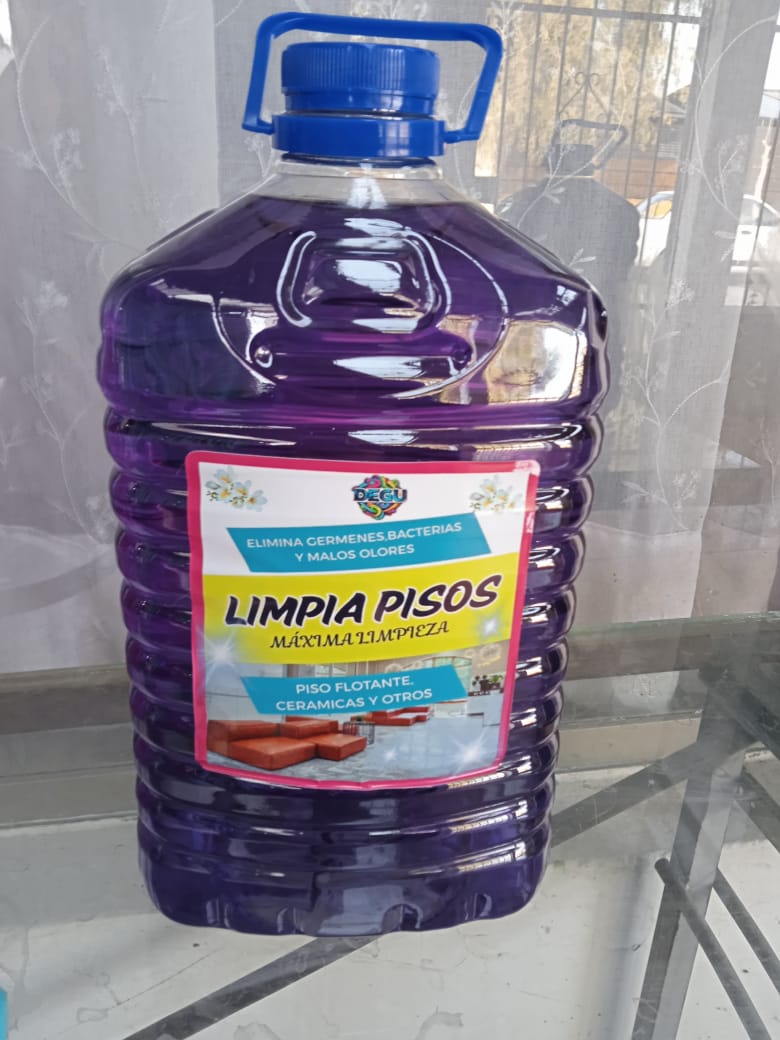 DEGU
ELIMINA GERMENES,BACTERIAS
Y MALOS OLORES
LIMPIA PISOS
MÁXIMA LIMPIEZA
PISO FLOTANTE,
CERAMICAS Y OTROS